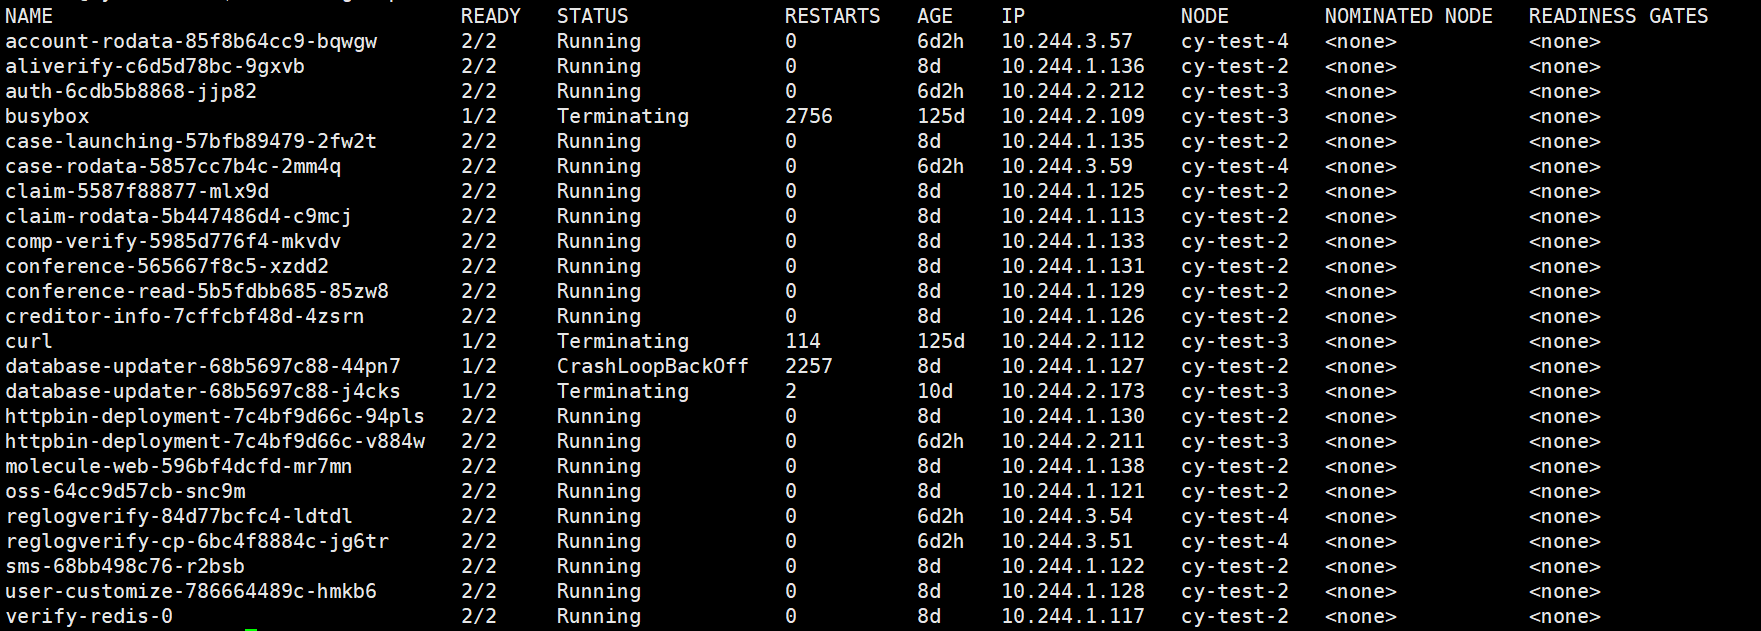 NAME READY STATUS RESTARTS AGE IP NODE NOMINATED NODE READINESS GATES
account-rodata-85f8b64cc9-bqwgw 2/2 Running 0 6d2h 10.244.3.57 cy-test-4 <none> <none>
aliverify-c6d5d78bc-9gxvb 2/2 Running 0 8d 10.244.1.136 cy-test-2 <none> <none>
auth-6cdb5b8868-jjp82 2/2 Running 0 6d2h 10.244.2.212 cy-test-3 <none> <none>
busybox 1/2 Terminating 2756 125d 10.244.2.109 cy-test-3 <none> <none>
case-launching-57bfb89479-2fw2t 2/2 Running 0 8d 10.244.1.135 cy-test-2 <none> <none>
case-rodata-5857cc7b4c-2mm4q 2/2 Running 0 6d2h 10.244.3.59 cy-test-4 <none> <none>
claim-5587f88877-mlx9d 2/2 Running 0 8d 10.244.1.125 cy-test-2 <none> <none>
claim-rodata-5b447486d4-c9mcj 2/2 Running 0 8d 10.244.1.113 cy-test-2 <none> <none>
comp-verify-5985d776f4-mkvdv 2/2 Running 0 8d 10.244.1.133 cy-test-2 <none> <none>
conference-565667f8c5-xzdd2 2/2 Running 0 8d 10.244.1.131 cy-test-2 <none> <none>
conference-read-5b5fdbb685-85zw8 2/2 Running 0 8d 10.244.1.129 cy-test-2 <none> <none>
creditor-info-7cffcbf48d-4zsrn 2/2 Running 0 8d 10.244.1.126 cy-test-2 <none> <none>
curl 1/2 Terminating 114 125d 10.244.2.112 cy-test-3 <none> <none>
database-updater-68b5697c88-44pn7 1/2 CrashLoopBackOff 2257 8d 10.244.1.127 cy-test-2 <none> <none>
database-updater-68b5697c88-j4cks 1/2 Terminating 2 10d 10.244.2.173 cy-test-3 <none> <none>
httpbin-deployment-7c4bf9d66c-94pls 2/2 Running 0 8d 10.244.1.130 cy-test-2 <none> <none>
httpbin-deployment-7c4bf9d66c-v884w 2/2 Running 0 6d2h 10.244.2.211 cy-test-3 <none> <none>
molecule-web-596bf4dcfd-mr7mn 2/2 Running 0 8d 10.244.1.138 cy-test-2 <none> <none>
oss-64cc9d57cb-snc9m 2/2 Running 0 8d 10.244.1.121 cy-test-2 <none> <none>
reglogverify-84d77bcfc4-ldtdl 2/2 Running 0 6d2h 10.244.3.54 cy-test-4 <none> <none>
reglogverify-cp-6bc4f8884c-jg6tr 2/2 Running 0 6d2h 10.244.3.51 cy-test-4 <none> <none>
sms-68bb498c76-r2bsb 2/2 Running 0 8d 10.244.1.122 cy-test-2 <none> <none>
user-customize-786664489c-hmkb6 2/2 Running 0 8d 10.244.1.128 cy-test-2 <none> <none>
verify-redis-0 2/2 Running 0 8d 10.244.1.117 cy-test-2 <none> <none>